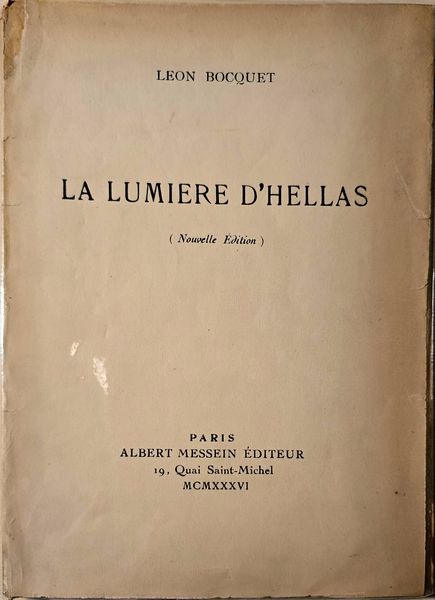 LEON BOCQUET
LA LUMIERE D'HELLAS
( Nouvelle Édition )
PARIS
ALBERT MESSEIN ÉDITEUR
19, Quai Saint-Michel
MCMXXXVI